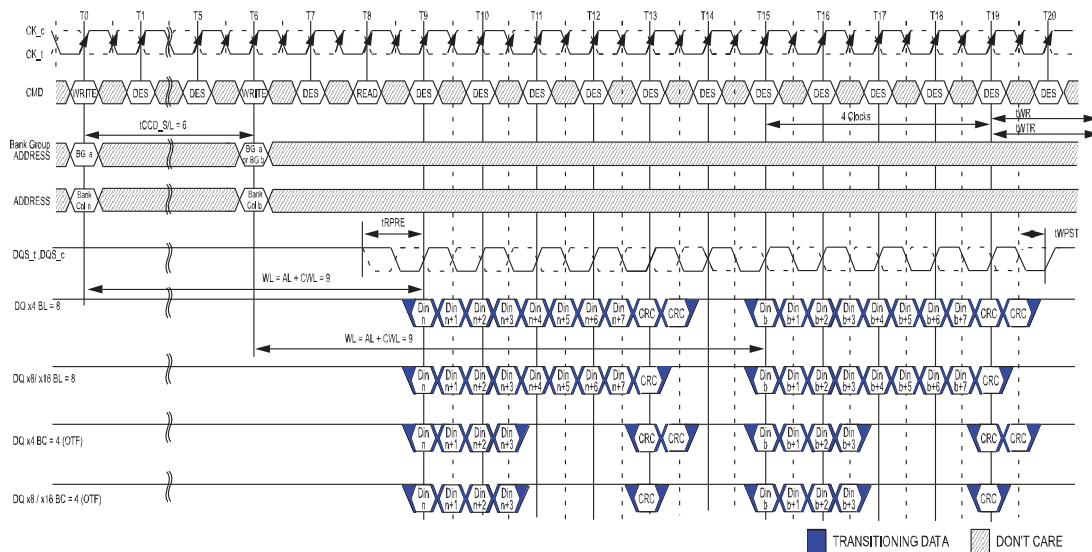 T0 T1 T5 T6 T7 T8 T9 T10 T11 T12 T13 T14 T15 T16 T17 T18 T19 T20
CK_c
CK_t
CMD WRITE DES DES WRITE DES READ DES DES DES DES DES DES DES DES DES DES DES DES
tCCD_S/L = 6
4 Clocks
tWR
tWTR
Bank Group
ADDRESS
BG a
BG a
or BG b
ADDRESS
Bank
Col n
Bank
Col b
tRPRE
tWPST
DQS_t ,DQS_c
WL = AL + CWL = 9
DQ x4 BL = 8
Din n Din n+1 Din n+2 Din n+3 Din n+4 Din n+5 Din n+6 Din n+7 CRC CRC Din b Din b+1 Din b+2 Din b+3 Din b+4 Din b+5 Din b+6 Din b+7 CRC CRC
WL = AL + CWL = 9
DQ x8/ x16 BL = 8
Din n Din n+1 Din n+2 Din n+3 Din n+4 Din n+5 Din n+6 Din n+7 CRC Din b Din b+1 Din b+2 Din b+3 Din b+4 Din b+5 Din b+6 Din b+7 CRC
DQ x4 BC = 4 (OTF)
Din n Din n+1 Din n+2 Din n+3 CRC CRC Din b Din b+1 Din b+2 Din b+3 CRC CRC
DQ x8 / x16 BC = 4 (OTF)
Din n Din n+1 Din n+2 Din n+3 CRC Din b Din b+1 Din b+2 Din b+3 CRC
TRANSITIONING DATA
DON'T CARE